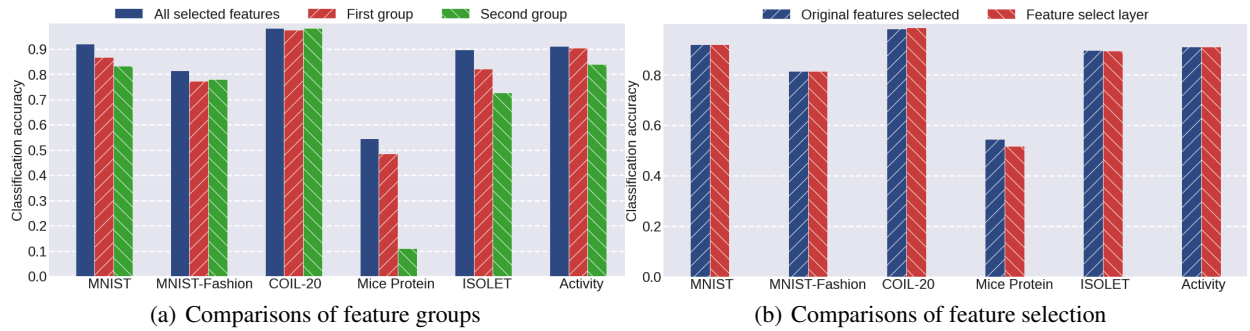 All selected features First group Second group
Classification accuracy
0.9
0.8
0.7
0.6
0.5
0.4
0.3
0.2
0.1
0.0
MNIST MNIST-Fashion COIL-20 Mice Protein ISOLET Activity
(a) Comparisons of feature groups
Original features selected Feature select layer
Classification accuracy
0.8
0.6
0.4
0.2
0.0
MNIST MNIST-Fashion COIL-20 Mice Protein ISOLET Activity
(b) Comparisons of feature selection